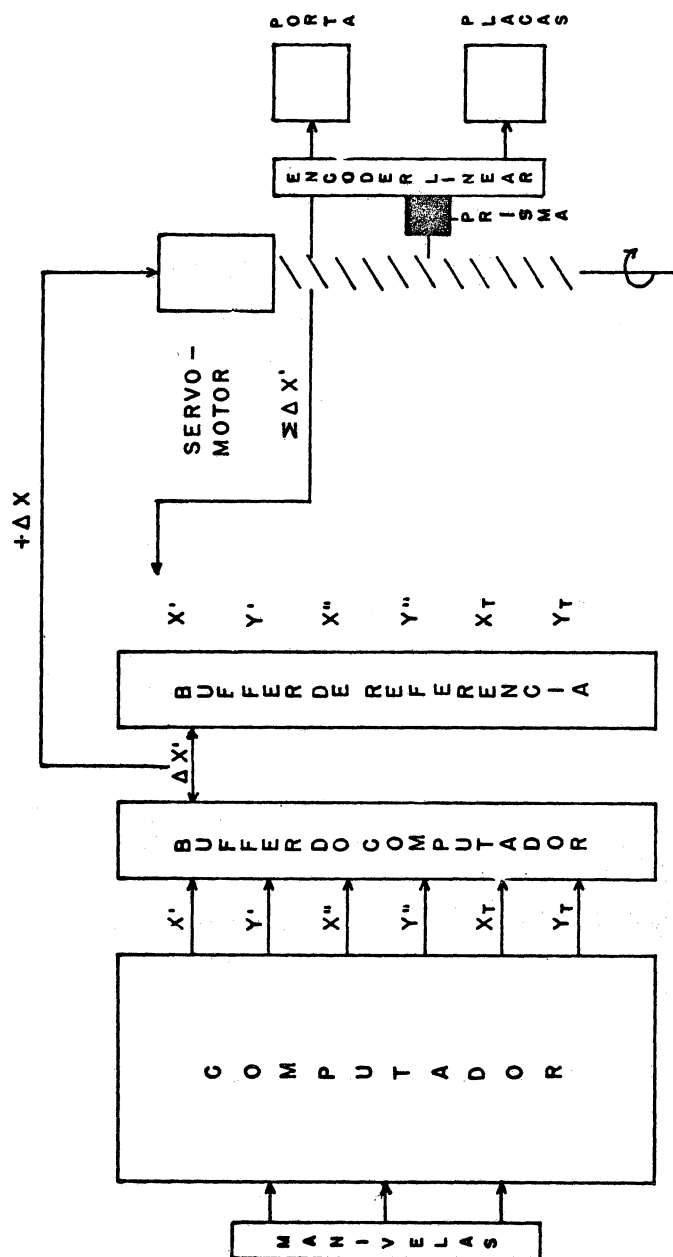 MANIVELAS
COMPUTADOR
X'
Y'
X"
Y"
XT
YT
BUFFER DO COMPUTADOR
ΔX'
+ΔX
BUFFER DE REFERENCIA
X'
Y'
X"
Y"
XT
YT
SERVO-
MOTOR
ΣΔX'
ENCODER LINEAR
PRISMA
PORTA
PLACAS